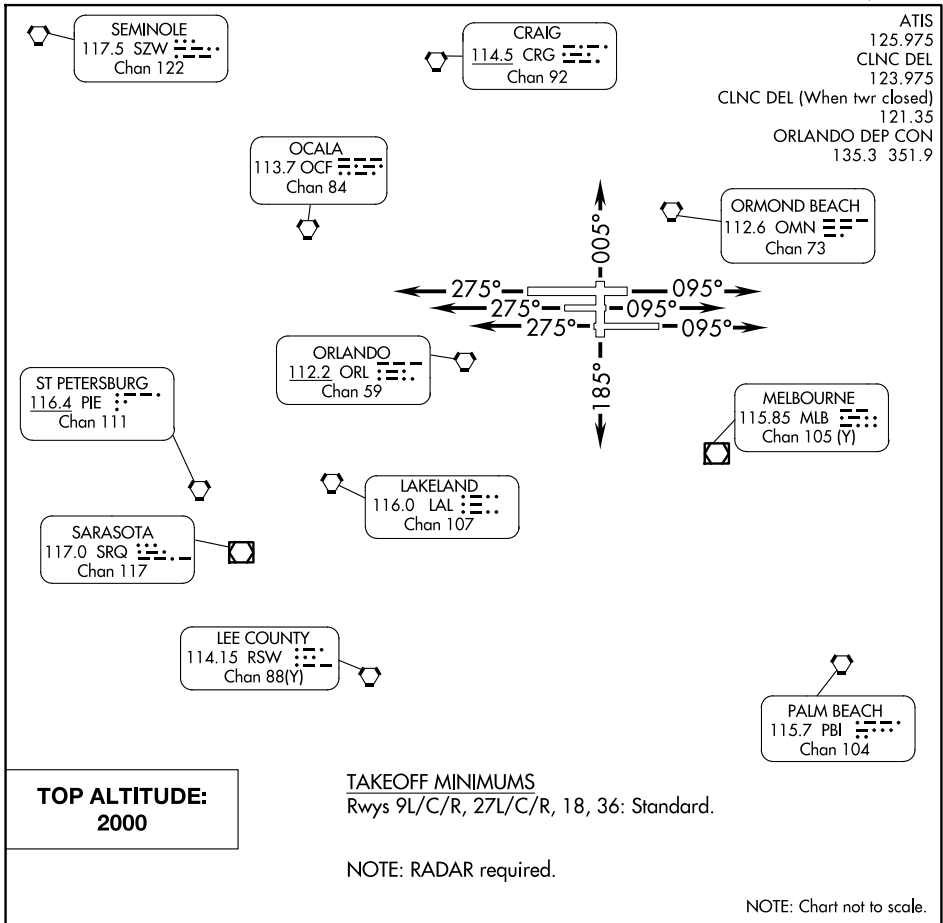 SEMINOLE
117.5 SZW
Chan 122
CRAIG
114.5 CRG
Chan 92
ATIS
125.975
CLNC DEL
123.975
CLNC DEL (When twr closed)
121.35
ORLANDO DEP CON
135.3 351.9
OCALA
113.7 OCF
Chan 84
ORMOND BEACH
112.6 OMN
Chan 73
005°
275°
095°
275°
095°
275°
095°
185°
ORLANDO
112.2 ORL
Chan 59
ST PETERSBURG
116.4 PIE
Chan 111
MELBOURNE
115.85 MLB
Chan 105 (Y)
LAKELAND
116.0 LAL
Chan 107
SARASOTA
117.0 SRQ
Chan 117
LEE COUNTY
114.15 RSW
Chan 88(Y)
PALM BEACH
115.7 PBI
Chan 104
TOP ALTITUDE:
2000
TAKEOFF MINIMUMS
Rwys 9L/C/R, 27L/C/R, 18, 36: Standard.
NOTE: RADAR required.
NOTE: Chart not to scale.